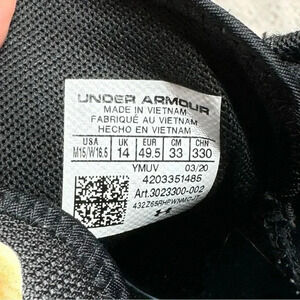 UNDER ARMOUR
MADE IN VIETNAM
FABRIQUÉ AU VIETNAM
HECHO EN VIETNAM
USA UK EUR CM CHN
M15/W16.5 14 49.5 33 330
YMUV 03/20
4203351485
Art.3023300-002